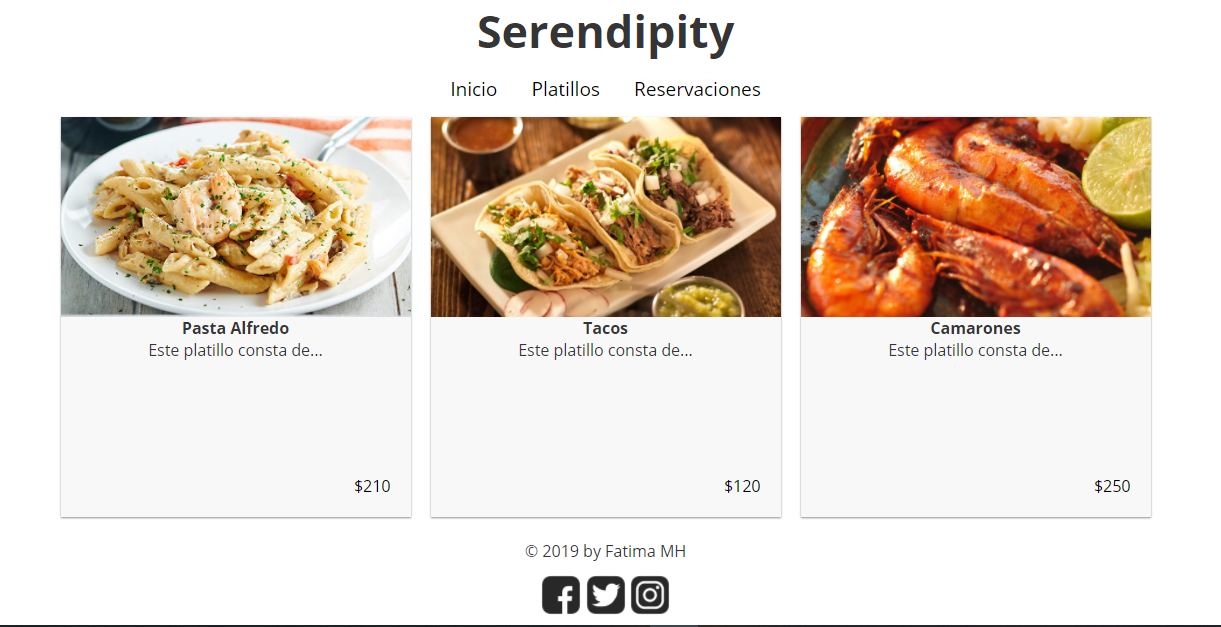 Serendipity
Inicio Platillos Reservaciones
Pasta Alfredo
Este platillo consta de...
$210
Tacos
Este platillo consta de...
$120
Camarones
Este platillo consta de...
$250
© 2019 by Fatima MH